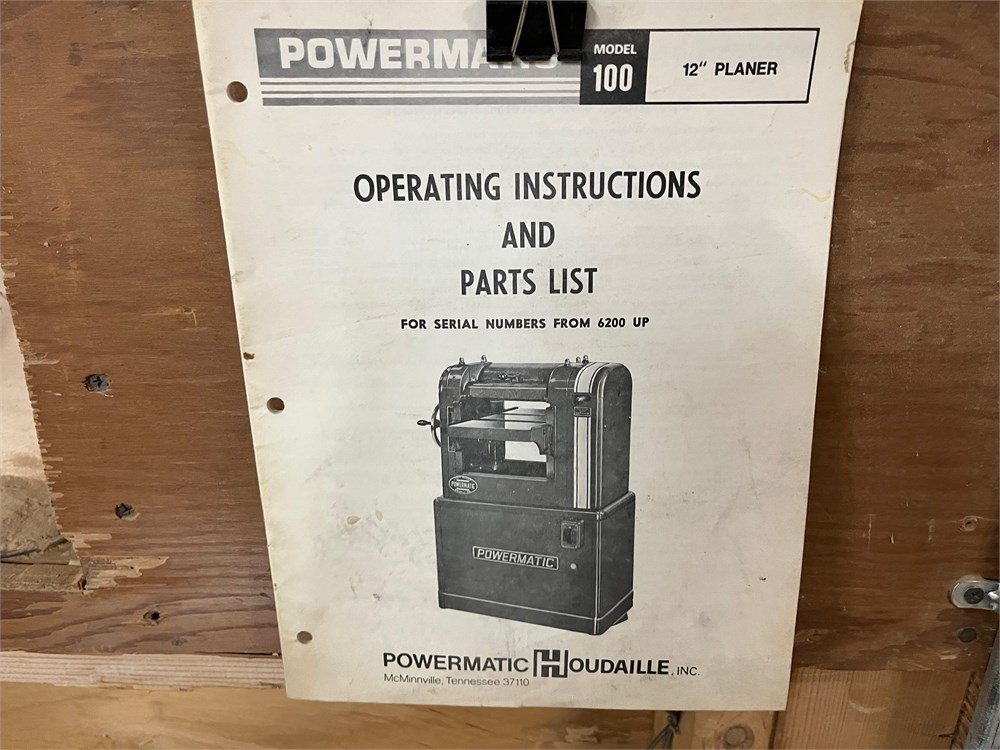 POWERMATIC
MODEL
100
12" PLANER
OPERATING INSTRUCTIONS
AND
PARTS LIST
FOR SERIAL NUMBERS FROM 6200 UP
POWERMATIC
POWERMATIC
POWERMATIC HOUDAILLE, INC.
McMinnville, Tennessee 37110